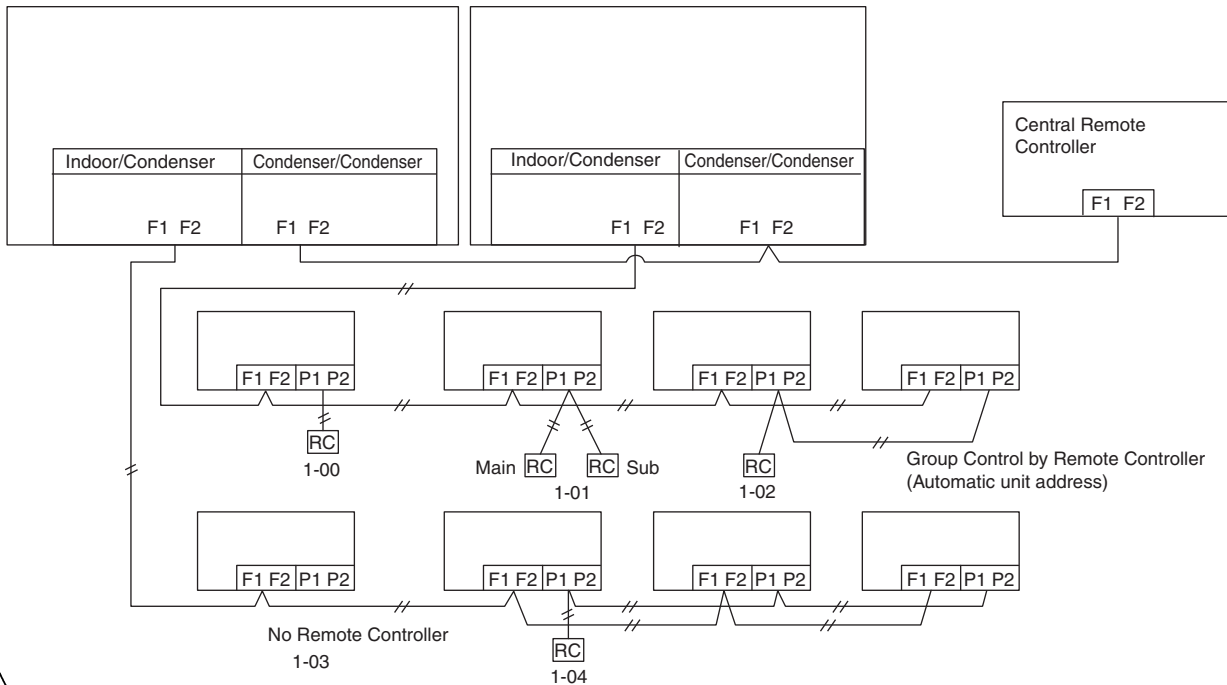 Indoor/Condenser Condenser/Condenser
F1 F2 F1 F2
Indoor/Condenser Condenser/Condenser
F1 F2 F1 F2
Central Remote
Controller
F1 F2
F1 F2 P1 P2
F1 F2 P1 P2
F1 F2 P1 P2
F1 F2 P1 P2
RC
1-00
Main RC RC Sub
1-01
RC
1-02
Group Control by Remote Controller
(Automatic unit address)
F1 F2 P1 P2
F1 F2 P1 P2
F1 F2 P1 P2
F1 F2 P1 P2
No Remote Controller
1-03
RC
1-04